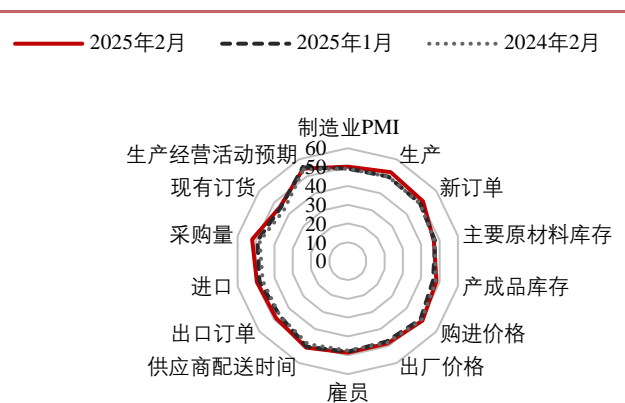 2025年2月 2025年1月 2024年2月
制造业PMI
生产经营活动预期 60 生产
现有订货 50 新订单
40
30
采购量 20 主要原材料库存
10
0
进口 产成品库存
出口订单 购进价格
供应商配送时间 出厂价格
雇员